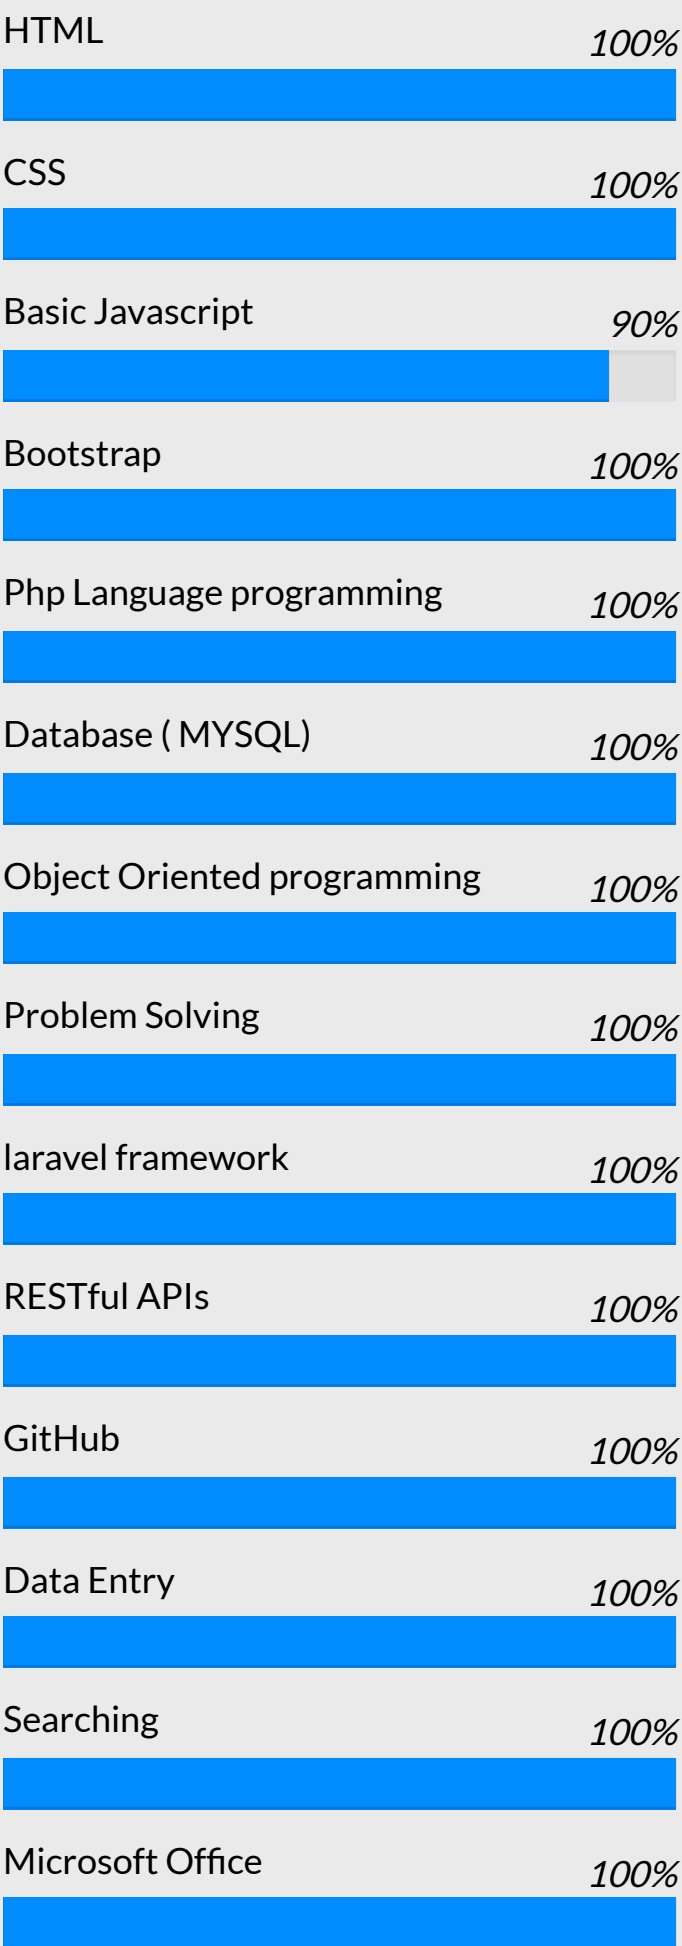 HTML
100%
CSS
100%
Basic Javascript
90%
Bootstrap
100%
Php Language programming
100%
Database ( MYSQL)
100%
Object Oriented programming
100%
Problem Solving
100%
laravel framework
100%
RESTful APIs
100%
GitHub
100%
Data Entry
100%
Searching
100%
Microsoft Office
100%